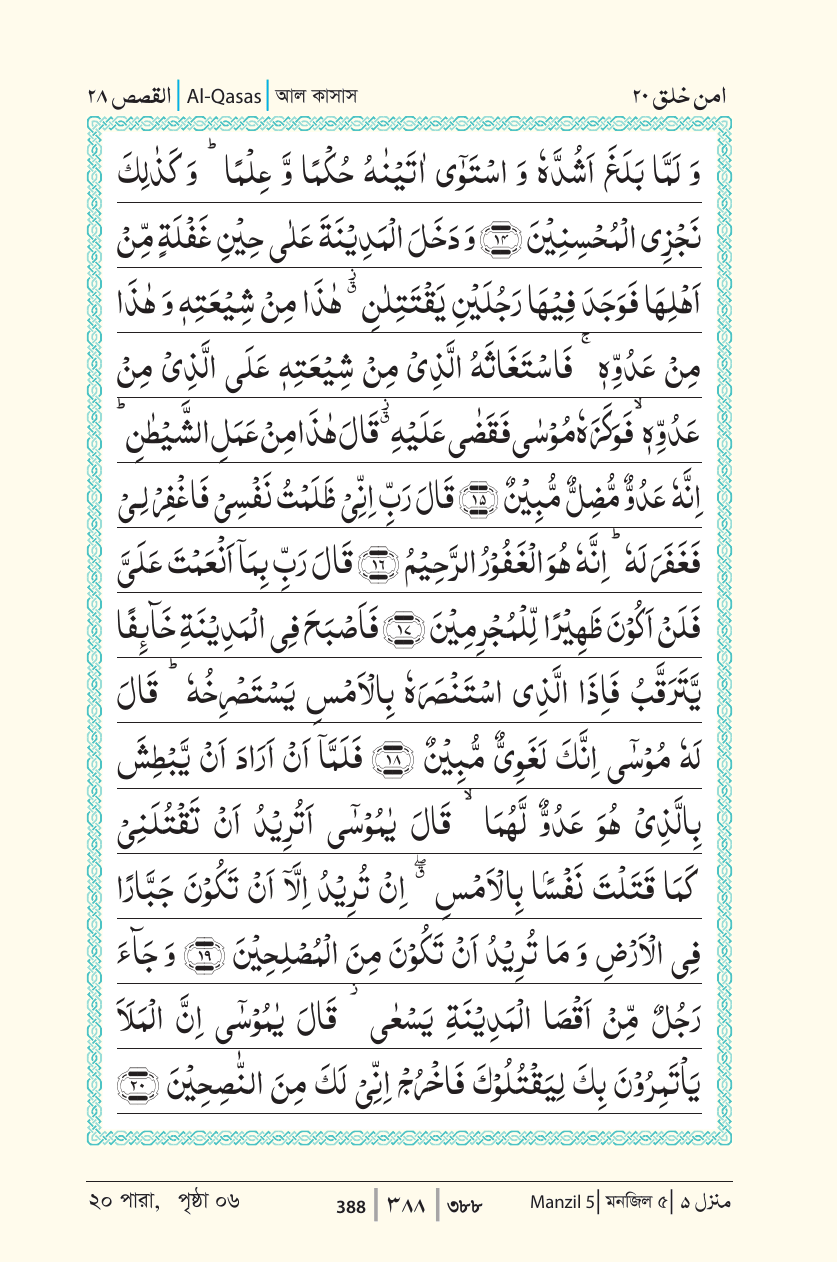 القصص ٢٨ | Al-Qasas | আল কাসাস امن خلق ٢٠
وَ لَمَّا بَلَغَ اَشُدَّهٗ وَ اسْتَوٰۤی اٰتَیْنٰهُ حُكْمًا وَّ عِلْمًا ؕ وَ كَذٰلِكَ
نَجْزِی الْمُحْسِنِیْنَ ﴿۱۴﴾ وَ دَخَلَ الْمَدِیْنَةَ عَلٰی حِیْنِ غَفْلَةٍ مِّنْ
اَهْلِهَا فَوَجَدَ فِیْهَا رَجُلَیْنِ یَقْتَتِلٰنِ ؗۗ هٰذَا مِنْ شِیْعَتِهٖ وَ هٰذَا
مِنْ عَدُوِّهٖ ۚ فَاسْتَغَاثَهُ الَّذِیْ مِنْ شِیْعَتِهٖ عَلَی الَّذِیْ مِنْ
عَدُوِّهٖ ۙ فَوَكَزَهٗ مُوْسٰی فَقَضٰی عَلَیْهِ ؗۗ قَالَ هٰذَا مِنْ عَمَلِ الشَّیْطٰنِ ؕ
اِنَّهٗ عَدُوٌّ مُّضِلٌّ مُّبِیْنٌ ﴿۱۵﴾ قَالَ رَبِّ اِنِّیْ ظَلَمْتُ نَفْسِیْ فَاغْفِرْ لِیْ
فَغَفَرَ لَهٗ ؕ اِنَّهٗ هُوَ الْغَفُوْرُ الرَّحِیْمُ ﴿۱۶﴾ قَالَ رَبِّ بِمَاۤ اَنْعَمْتَ عَلَیَّ
فَلَنْ اَكُوْنَ ظَهِیْرًا لِّلْمُجْرِمِیْنَ ﴿۱۷﴾ فَاَصْبَحَ فِی الْمَدِیْنَةِ خَآىِٕفًا
یَّتَرَقَّبُ فَاِذَا الَّذِی اسْتَنْصَرَهٗ بِالْاَمْسِ یَسْتَصْرِخُهٗ ؕ قَالَ
لَهٗ مُوْسٰۤی اِنَّكَ لَغَوِیٌّ مُّبِیْنٌ ﴿۱۸﴾ فَلَمَّاۤ اَنْ اَرَادَ اَنْ یَّبْطِشَ
بِالَّذِیْ هُوَ عَدُوٌّ لَّهُمَا ۙ قَالَ یٰمُوْسٰۤی اَتُرِیْدُ اَنْ تَقْتُلَنِیْ
كَمَا قَتَلْتَ نَفْسًۢا بِالْاَمْسِ ۗۖ اِنْ تُرِیْدُ اِلَّاۤ اَنْ تَكُوْنَ جَبَّارًا
فِی الْاَرْضِ وَ مَا تُرِیْدُ اَنْ تَكُوْنَ مِنَ الْمُصْلِحِیْنَ ﴿۱۹﴾ وَ جَآءَ
رَجُلٌ مِّنْ اَقْصَا الْمَدِیْنَةِ یَسْعٰی ؗ قَالَ یٰمُوْسٰۤی اِنَّ الْمَلَاَ
یَاْتَمِرُوْنَ بِكَ لِیَقْتُلُوْكَ فَاخْرُجْ اِنِّیْ لَكَ مِنَ النّٰصِحِیْنَ ﴿۲۰﴾
২০ পারা, পৃষ্ঠা ০৬ 388 | ٣٨٨ | ৩৮৮ Manzil 5 | মনজিল ৫ | منزل ۵